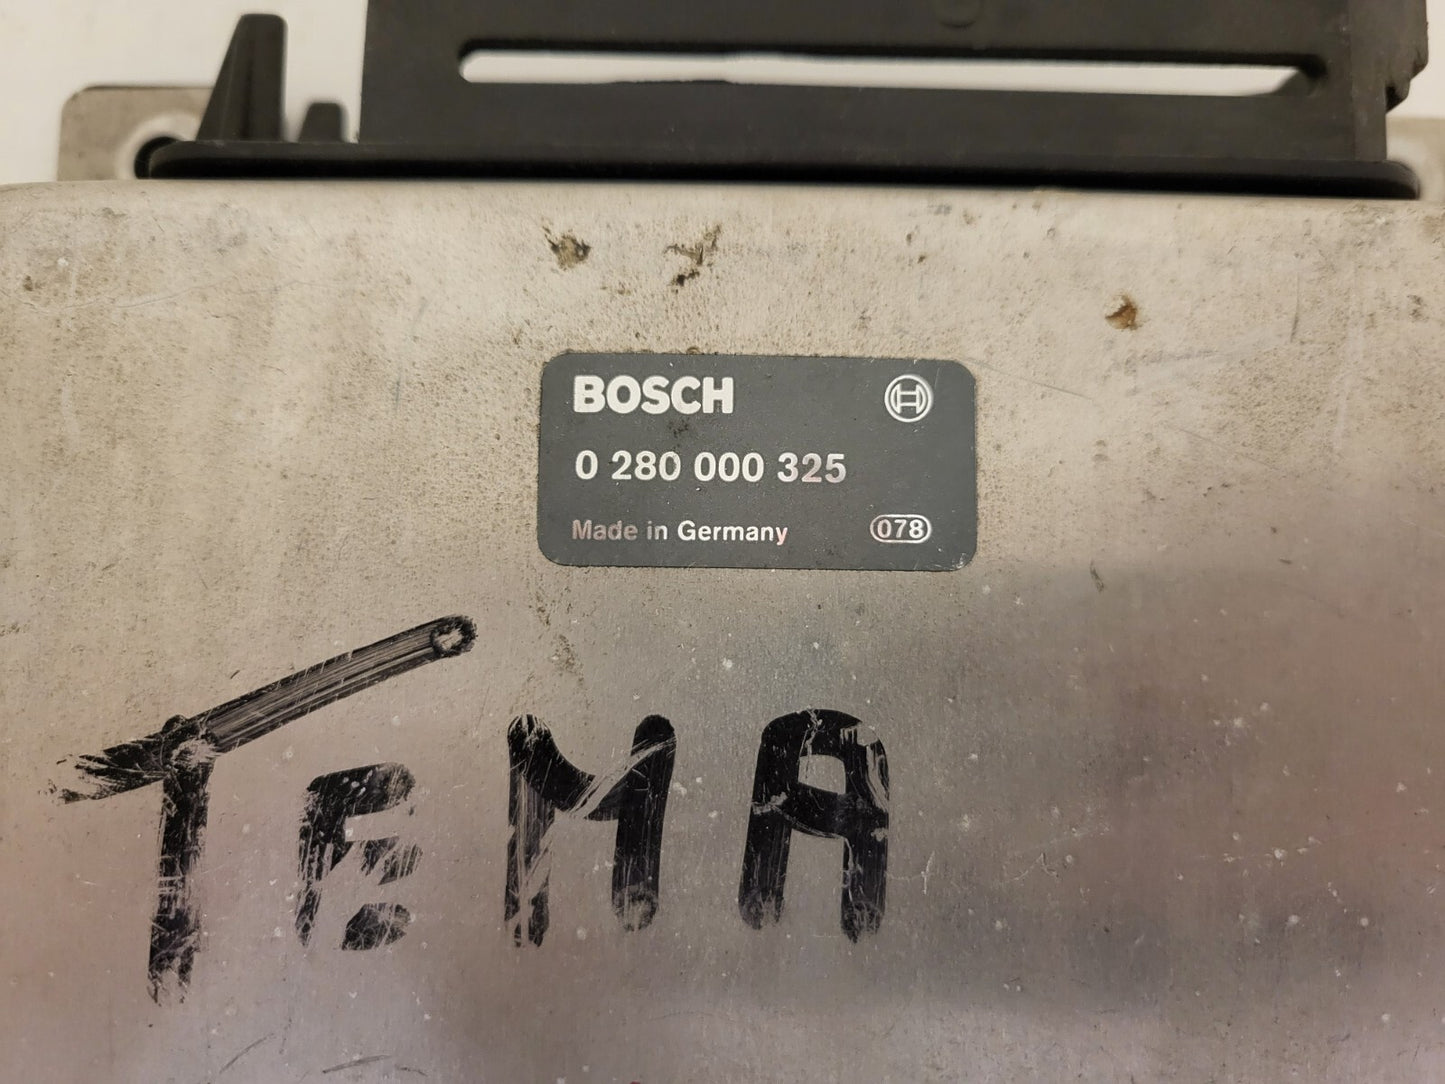 BOSCH
0 280 000 325
Made in Germany 078
TEMA